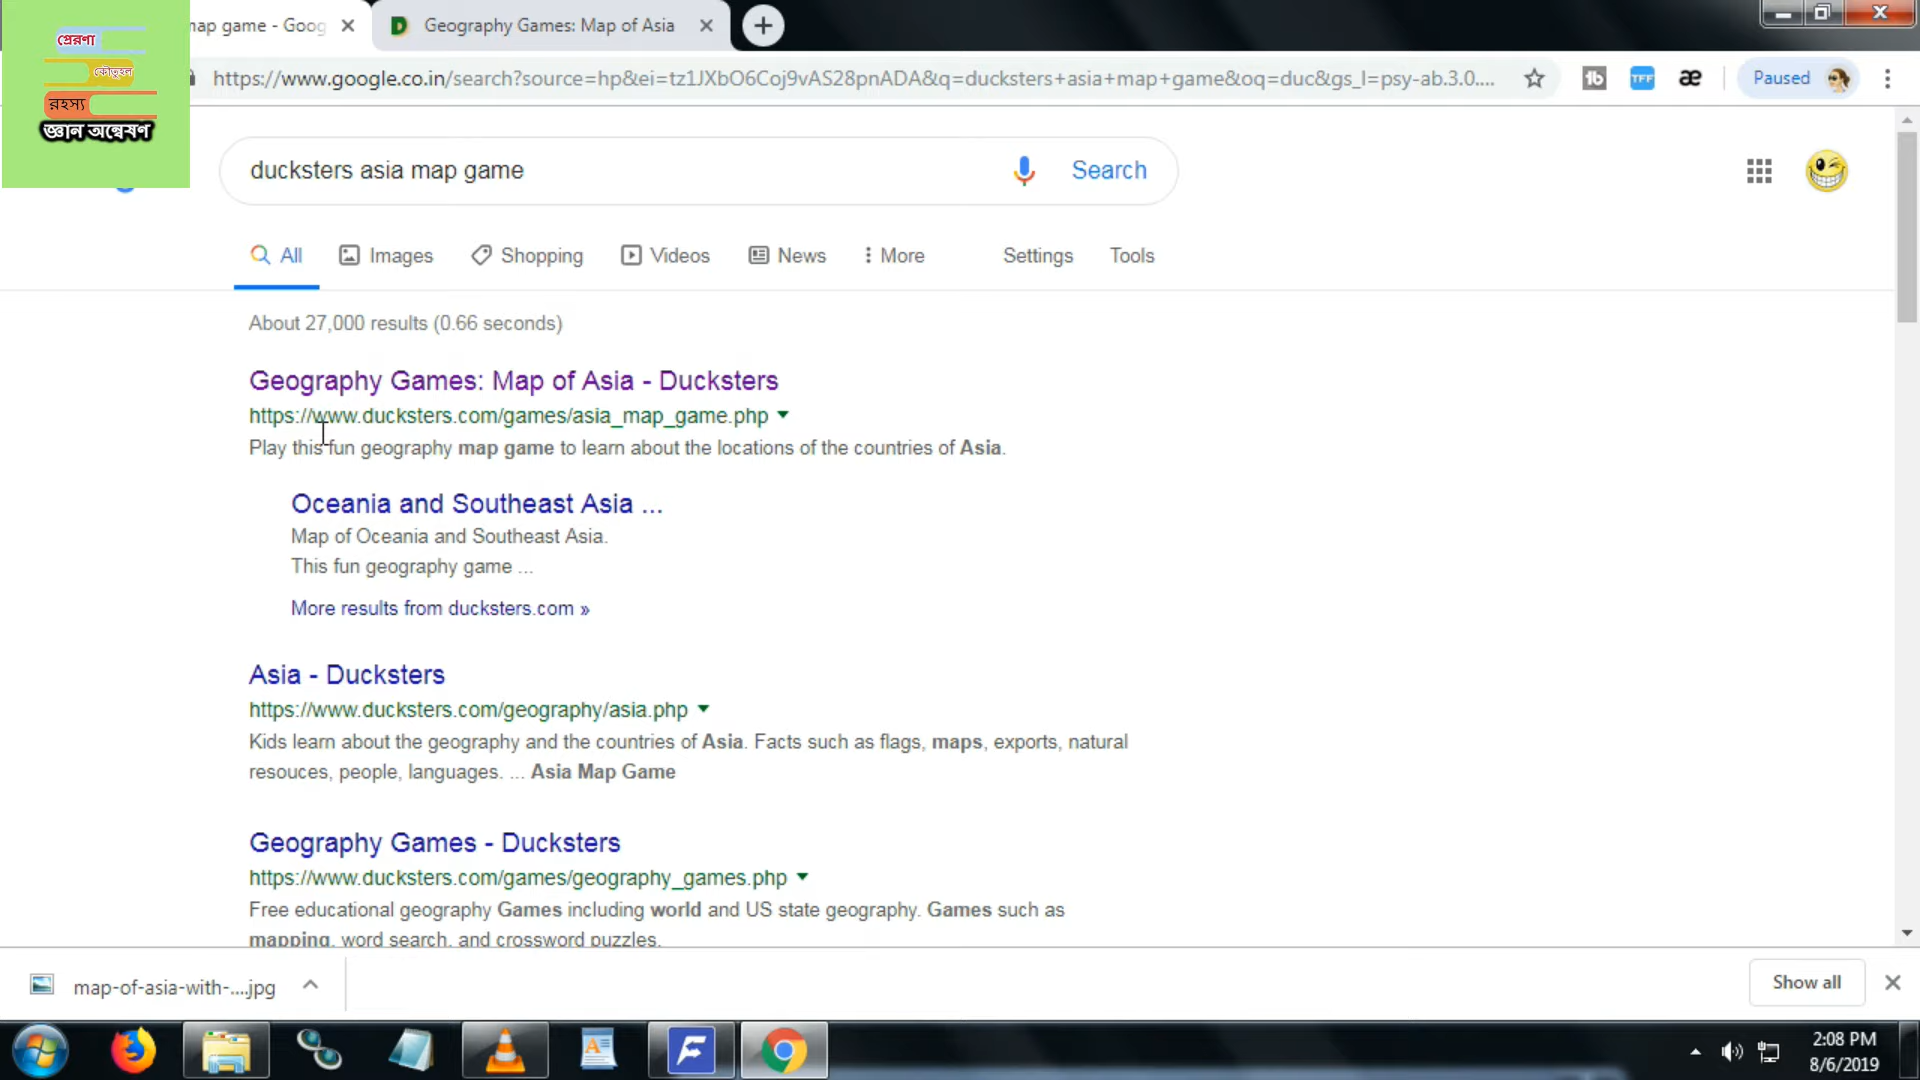 প্রেরণা
কৌতুহল
রহস্য
জ্ঞান অন্বেষণ
map game - Goog
Geography Games: Map of Asia
https://www.google.co.in/search?source=hp&ei=tz1JXbO6Coj9vAS28pnADA&q=ducksters+asia+map+game&oq=duc&gs_l=psy-ab.3.0....
TFF
æ
Paused
ducksters asia map game
Search
All
Images
Shopping
Videos
News
More
Settings
Tools
About 27,000 results (0.66 seconds)
Geography Games: Map of Asia - Ducksters
https://www.ducksters.com/games/asia_map_game.php
Play this fun geography map game to learn about the locations of the countries of Asia.
Oceania and Southeast Asia ...
Map of Oceania and Southeast Asia.
This fun geography game ...
More results from ducksters.com »
Asia - Ducksters
https://www.ducksters.com/geography/asia.php
Kids learn about the geography and the countries of Asia. Facts such as flags, maps, exports, natural
resouces, people, languages. ... Asia Map Game
Geography Games - Ducksters
https://www.ducksters.com/games/geography_games.php
Free educational geography Games including world and US state geography. Games such as
mapping, word search, and crossword puzzles.
map-of-asia-with-....jpg
Show all
2:08 PM
8/6/2019